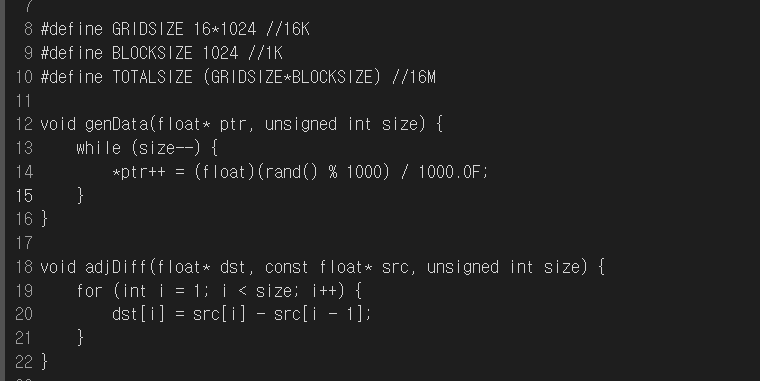 7
8 #define GRIDSIZE 16*1024 //16K
9 #define BLOCKSIZE 1024 //1K
10 #define TOTALSIZE (GRIDSIZE*BLOCKSIZE) //16M
11
12 void genData(float* ptr, unsigned int size) {
13     while (size--) {
14         *ptr++ = (float)(rand() % 1000) / 1000.0F;
15     }
16 }
17
18 void adjDiff(float* dst, const float* src, unsigned int size) {
19     for (int i = 1; i < size; i++) {
20         dst[i] = src[i] - src[i - 1];
21     }
22 }